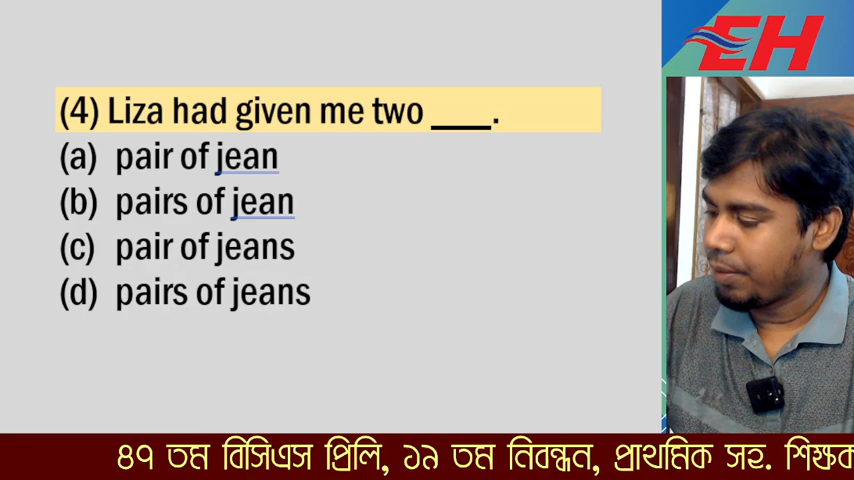 EH
(4) Liza had given me two ____.
(a) pair of jean
(b) pairs of jean
(c) pair of jeans
(d) pairs of jeans
৪৭ তম বিসিএস প্রিলি, ১৯ তম নিবন্ধন, প্রাথমিক সহ. শিক্ষক